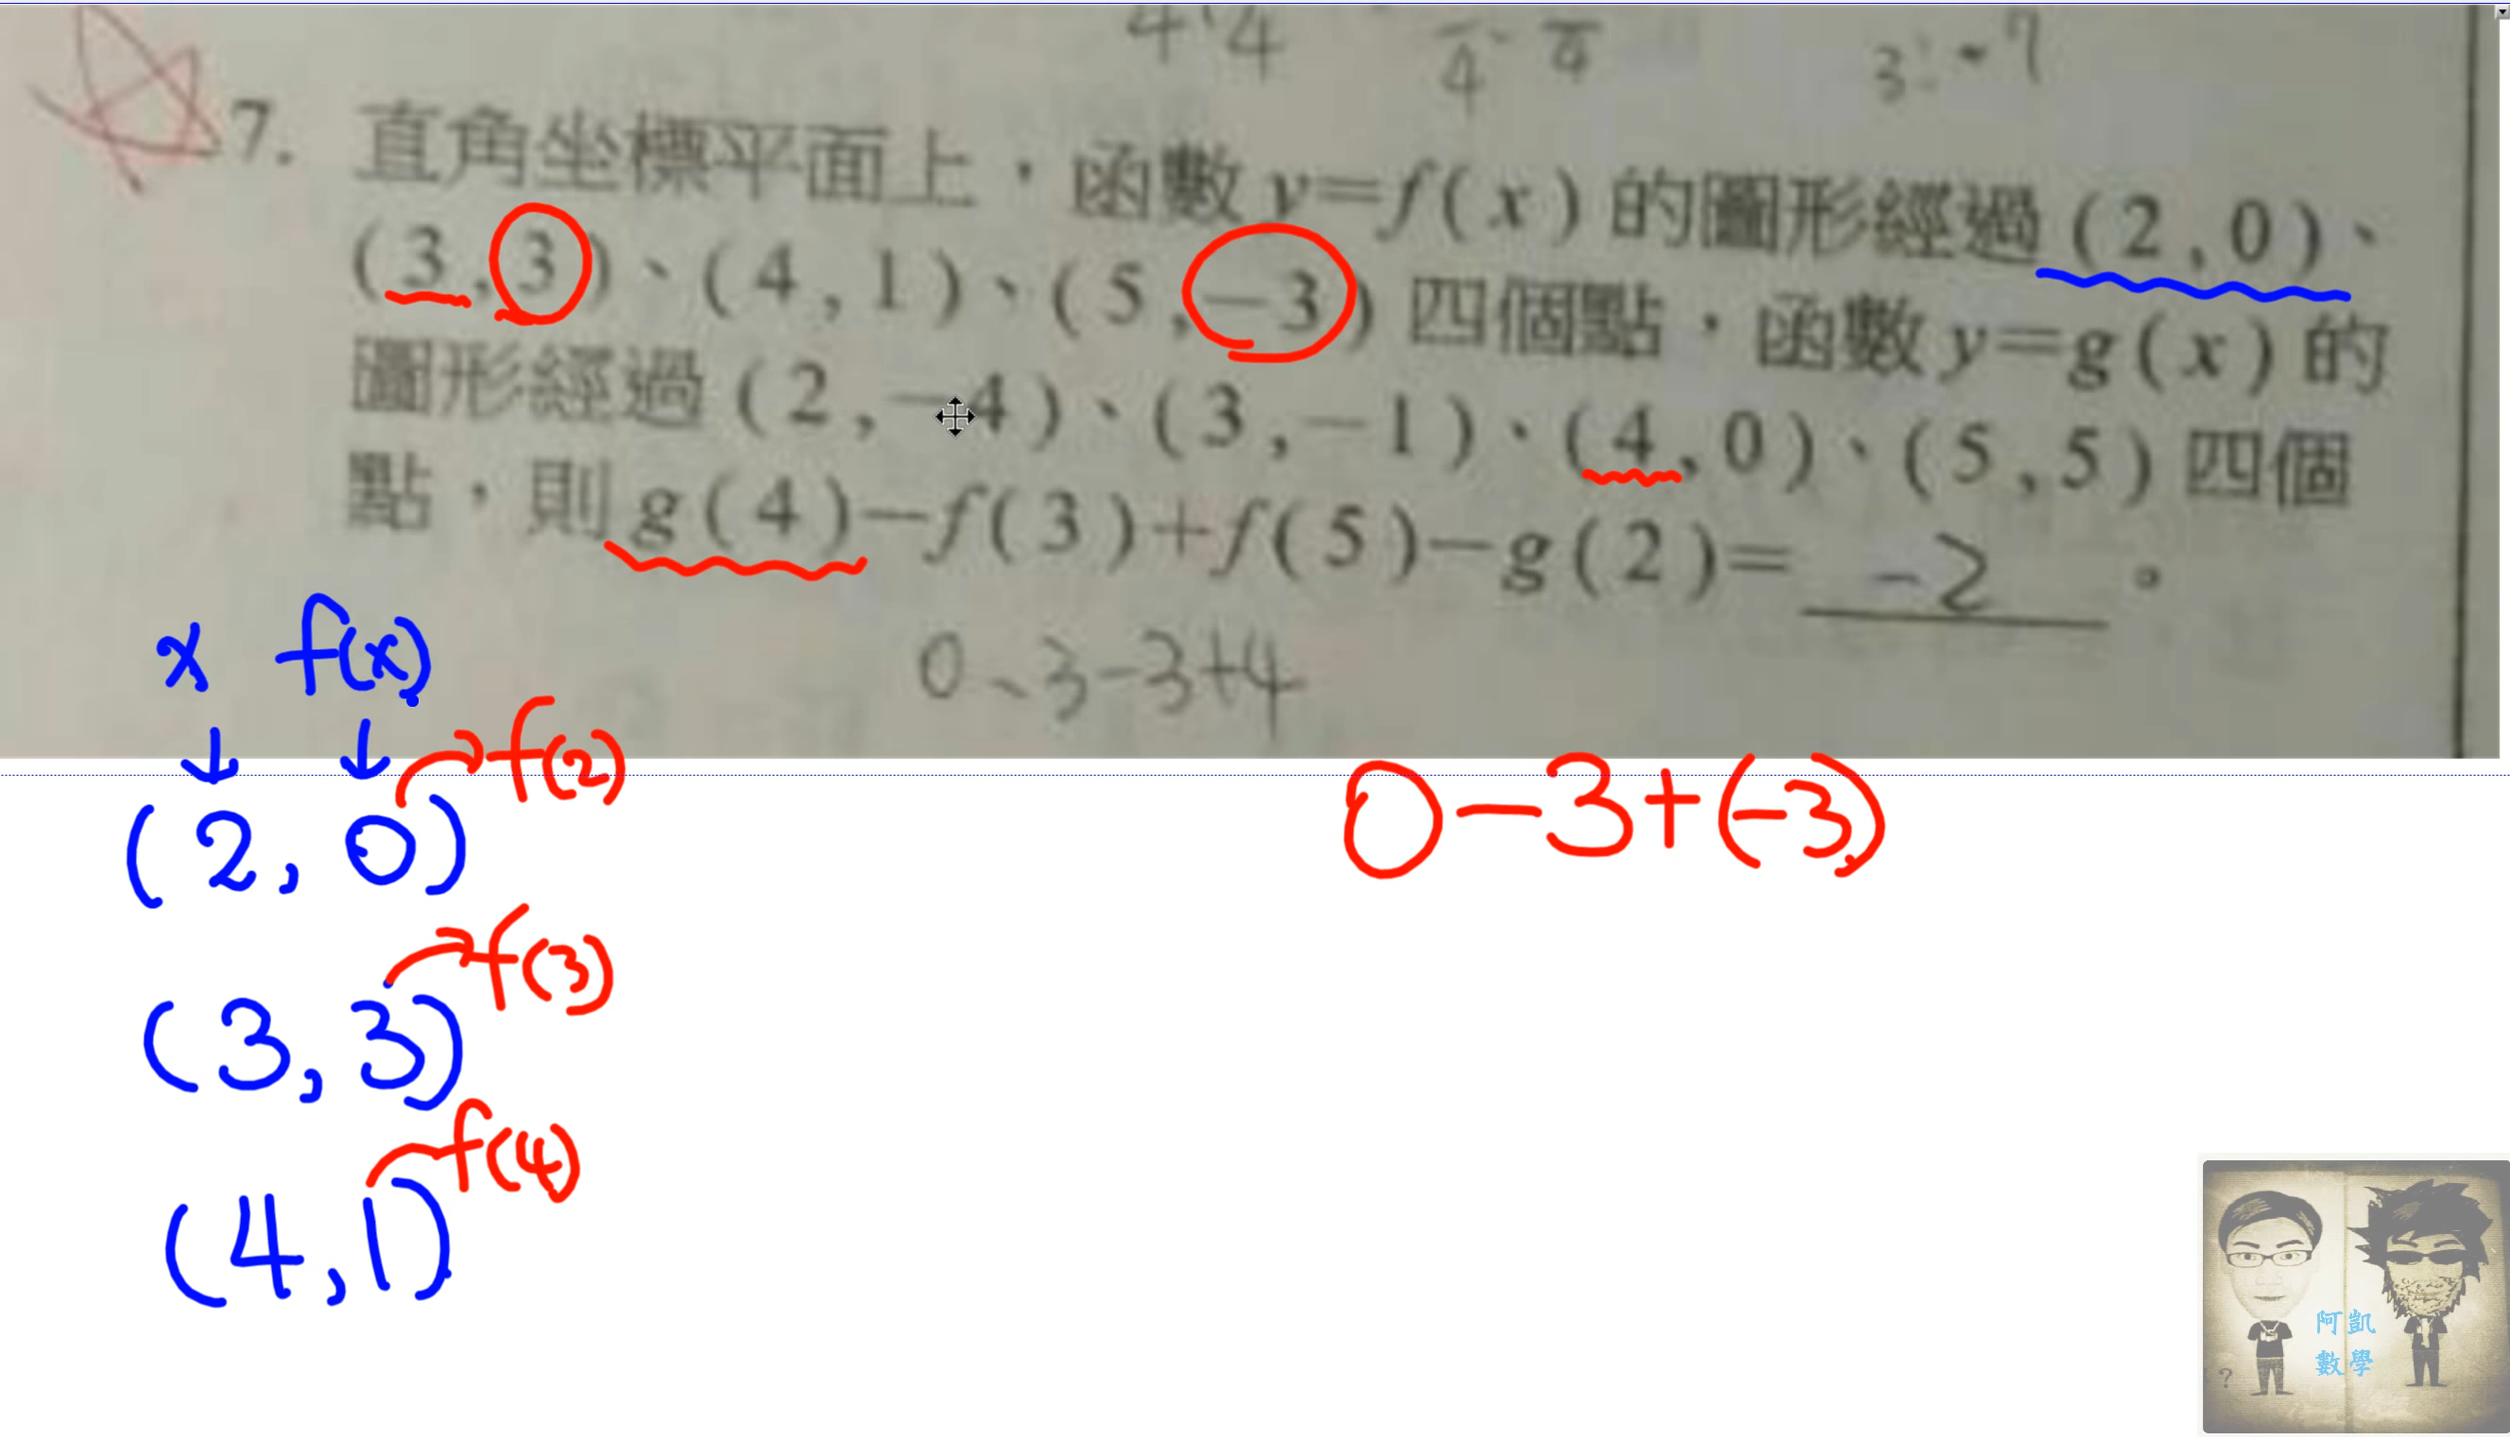 7. 直角坐標平面上，函數 y=f(x) 的圖形經過 (2,0)、
(3,3)、(4,1)、(5,-3) 四個點，函數 y=g(x) 的
圖形經過 (2,-4)、(3,-1)、(4,0)、(5,5) 四個
點，則 g(4)-f(3)+f(5)-g(2)= -2 。
0-3-3+4
x f(x)
f(2)
(2,0)
0-3+(-3)
f(3)
(3,3)
f(4)
(4,1)
阿凱
數學
?